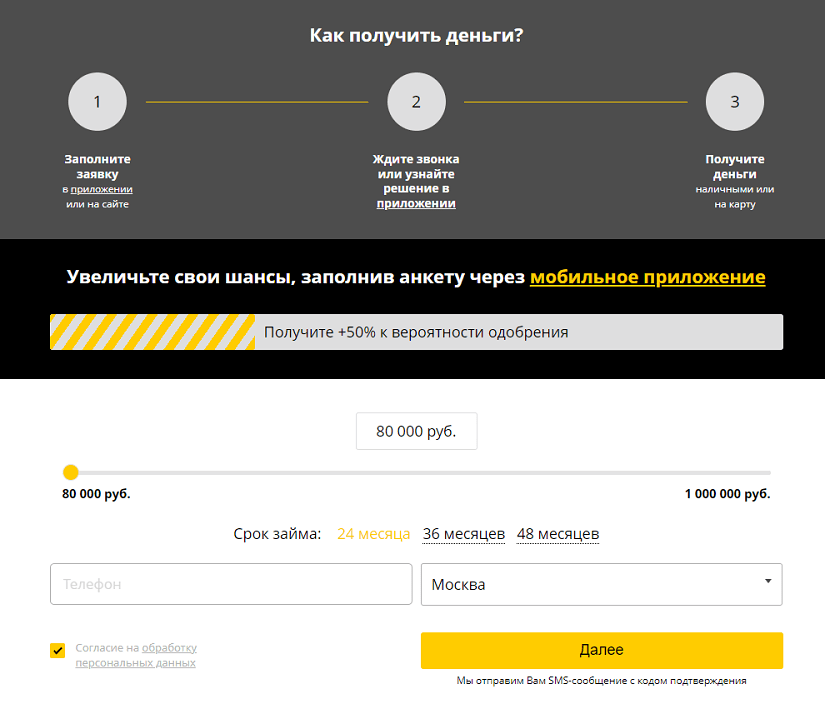 Как получить деньги?
1
2
3
Заполните
заявку
в приложении
или на сайте
Ждите звонка
или узнайте
решение в
приложении
Получите
деньги
наличными или
на карту
Увеличьте свои шансы, заполнив анкету через мобильное приложение
Получите +50% к вероятности одобрения
80 000 руб.
80 000 руб.
1 000 000 руб.
Срок займа: 24 месяца 36 месяцев 48 месяцев
Телефон
Москва
Согласие на обработку
персональных данных
Далее
Мы отправим Вам SMS-сообщение с кодом подтверждения